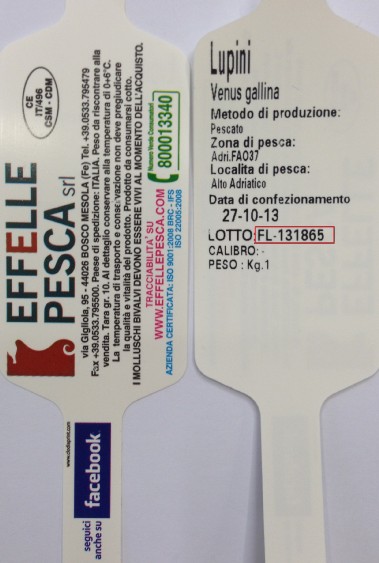 CE
IT/496
CSM - CDM
EFFELLE
PESCA srl
via Gigliola, 95 - 44026 BOSCO MESOLA (Fe) Tel. +39.0533.795479
Fax +39.0533.795500. Paese di spedizione: ITALIA. Peso da riscontrare alla
vendita. Tara gr. 10. Al dettaglio conservare alla temperatura di 0÷6°C.
La temperatura di trasporto e conservazione non deve pregiudicare
la qualità e vitalità del prodotto. Prodotto da consumarsi cotto.
I MOLLUSCHI BIVALVI DEVONO ESSERE VIVI AL MOMENTO DELL'ACQUISTO.
TRACCIABILITA' SU
WWW.EFFELLEPESCA.COM
Numero Verde Consumatori
800013340
AZIENDA CERTIFICATA: ISO 9001:2008 BRC - IFS
ISO 22005:2008
seguici
anche su
facebook
Lupini
Venus gallina
Metodo di produzione:
Pescato
Zona di pesca:
Adri.FAO37
Localita di pesca:
Alto Adriatico
Data di confezionamento
27-10-13
LOTTO:FL-131865
CALIBRO:-
PESO : Kg.1